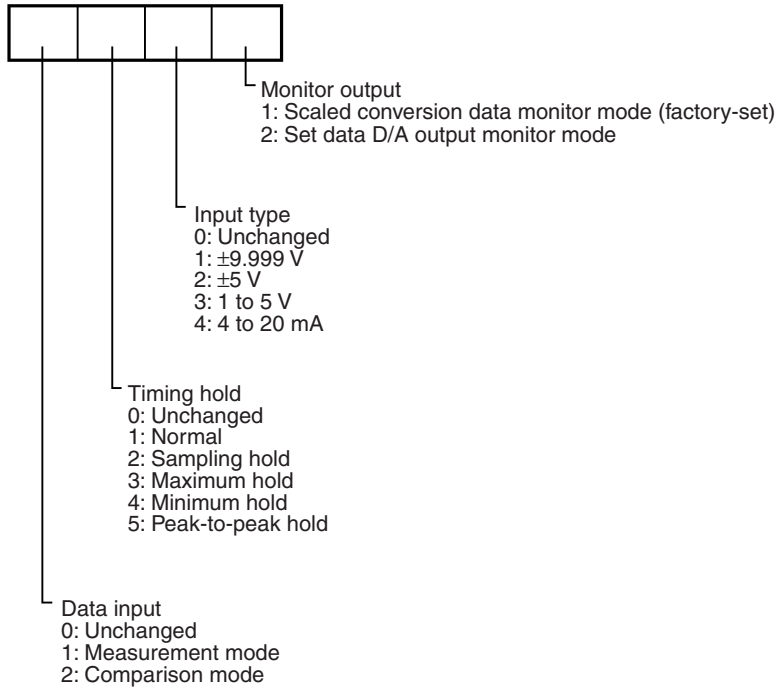 Monitor output
1: Scaled conversion data monitor mode (factory-set)
2: Set data D/A output monitor mode
Input type
0: Unchanged
1: ±9.999 V
2: ±5 V
3: 1 to 5 V
4: 4 to 20 mA
Timing hold
0: Unchanged
1: Normal
2: Sampling hold
3: Maximum hold
4: Minimum hold
5: Peak-to-peak hold
Data input
0: Unchanged
1: Measurement mode
2: Comparison mode